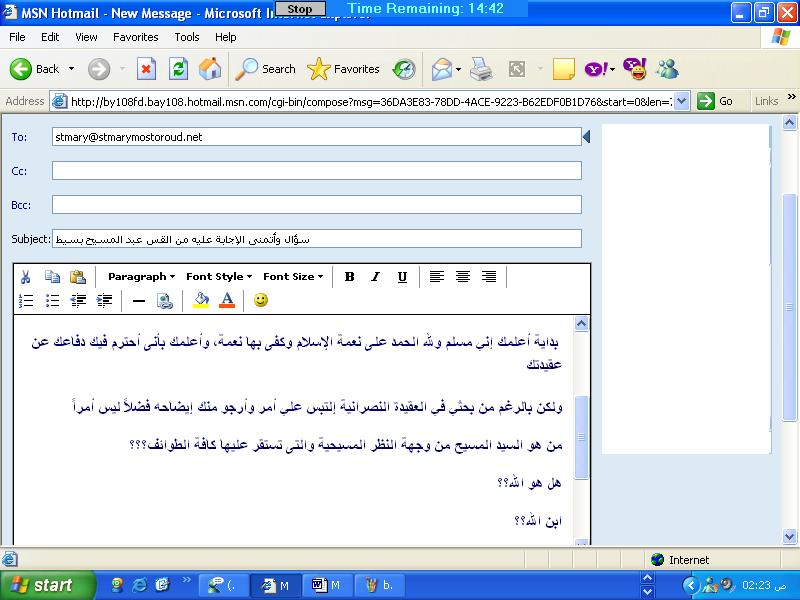 MSN Hotmail - New Message - Microsoft Internet Explorer
Stop
Time Remaining: 14:42
File Edit View Favorites Tools Help
Back Search Favorites
Address http://by108fd.bay108.hotmail.msn.com/cgi-bin/compose?msg=36DA3E83-78DD-4ACE-9223-B62EDF0B1D76&start=0&len= Go Links »
To: stmary@stmarymostoroud.net
Cc:
Bcc:
Subject: سؤال وأتمنى الإجابة عليه من القس عبد المسيح بسيط
Paragraph Font Style Font Size B I U
A
بداية أعلمك إني مسلم ولله الحمد على نعمة الإسلام وكفى بها نعمة، وأعلمك بأنى أحترم فيك دفاعك عن
عقيدتك
ولكن بالرغم من بحثي في العقيدة النصرانية إلتبس علي أمر وأرجو منك إيضاحه فضلاً ليس أمراً
من هو السيد المسيح من وجهة النظر المسيحية والتى تستقر عليها كافة الطوائف؟؟؟
هل هو الله؟؟
ابن الله؟؟
Internet
start » (. M M b. 02:23 ص